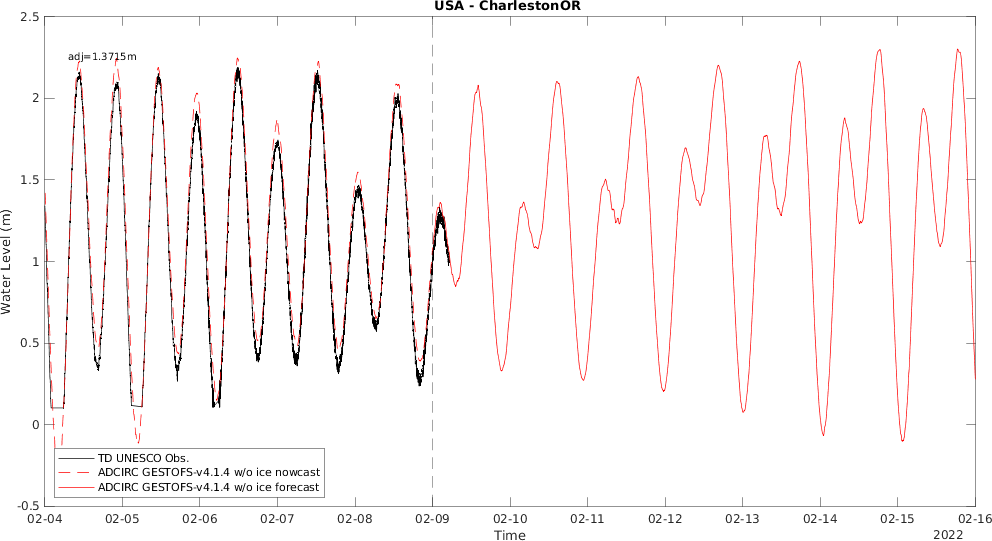 USA - CharlestonOR
adj=1.3715m
Water Level (m)
2.5
2
1.5
1
0.5
0
-0.5
TD UNESCO Obs.
ADCIRC GESTOFS-v4.1.4 w/o ice nowcast
ADCIRC GESTOFS-v4.1.4 w/o ice forecast
02-04 02-05 02-06 02-07 02-08 02-09 02-10 02-11 02-12 02-13 02-14 02-15 02-16
Time
2022